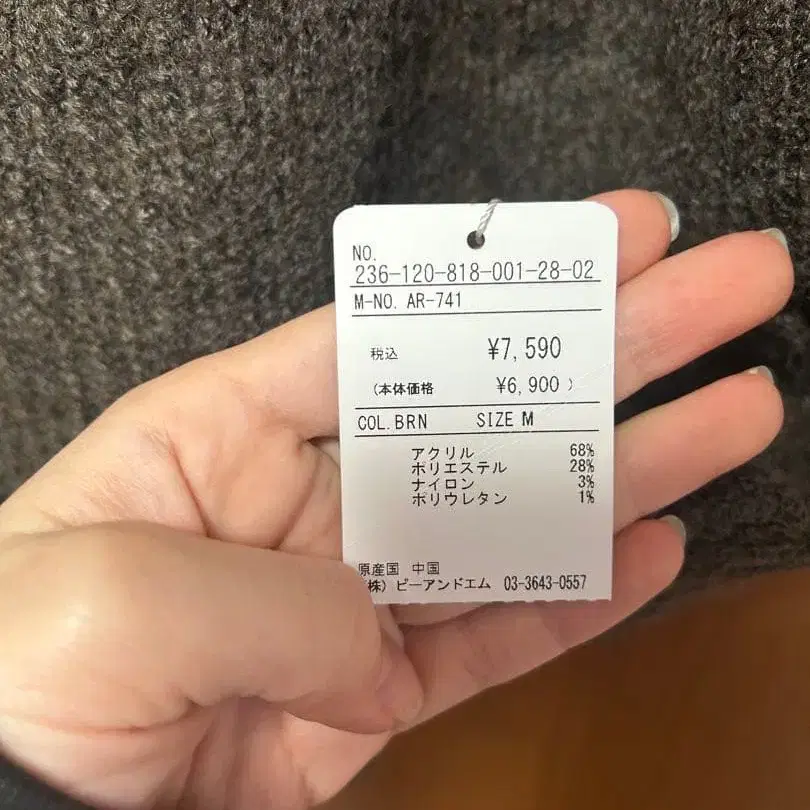 NO.
236-120-818-001-28-02
M-NO. AR-741
税込 ¥7,590
(本体価格 ¥6,900 )
COL.BRN SIZE M
アクリル 68%
ポリエステル 28%
ナイロン 3%
ポリウレタン 1%
原産国 中国
(株) ビーアンドエム 03-3643-0557